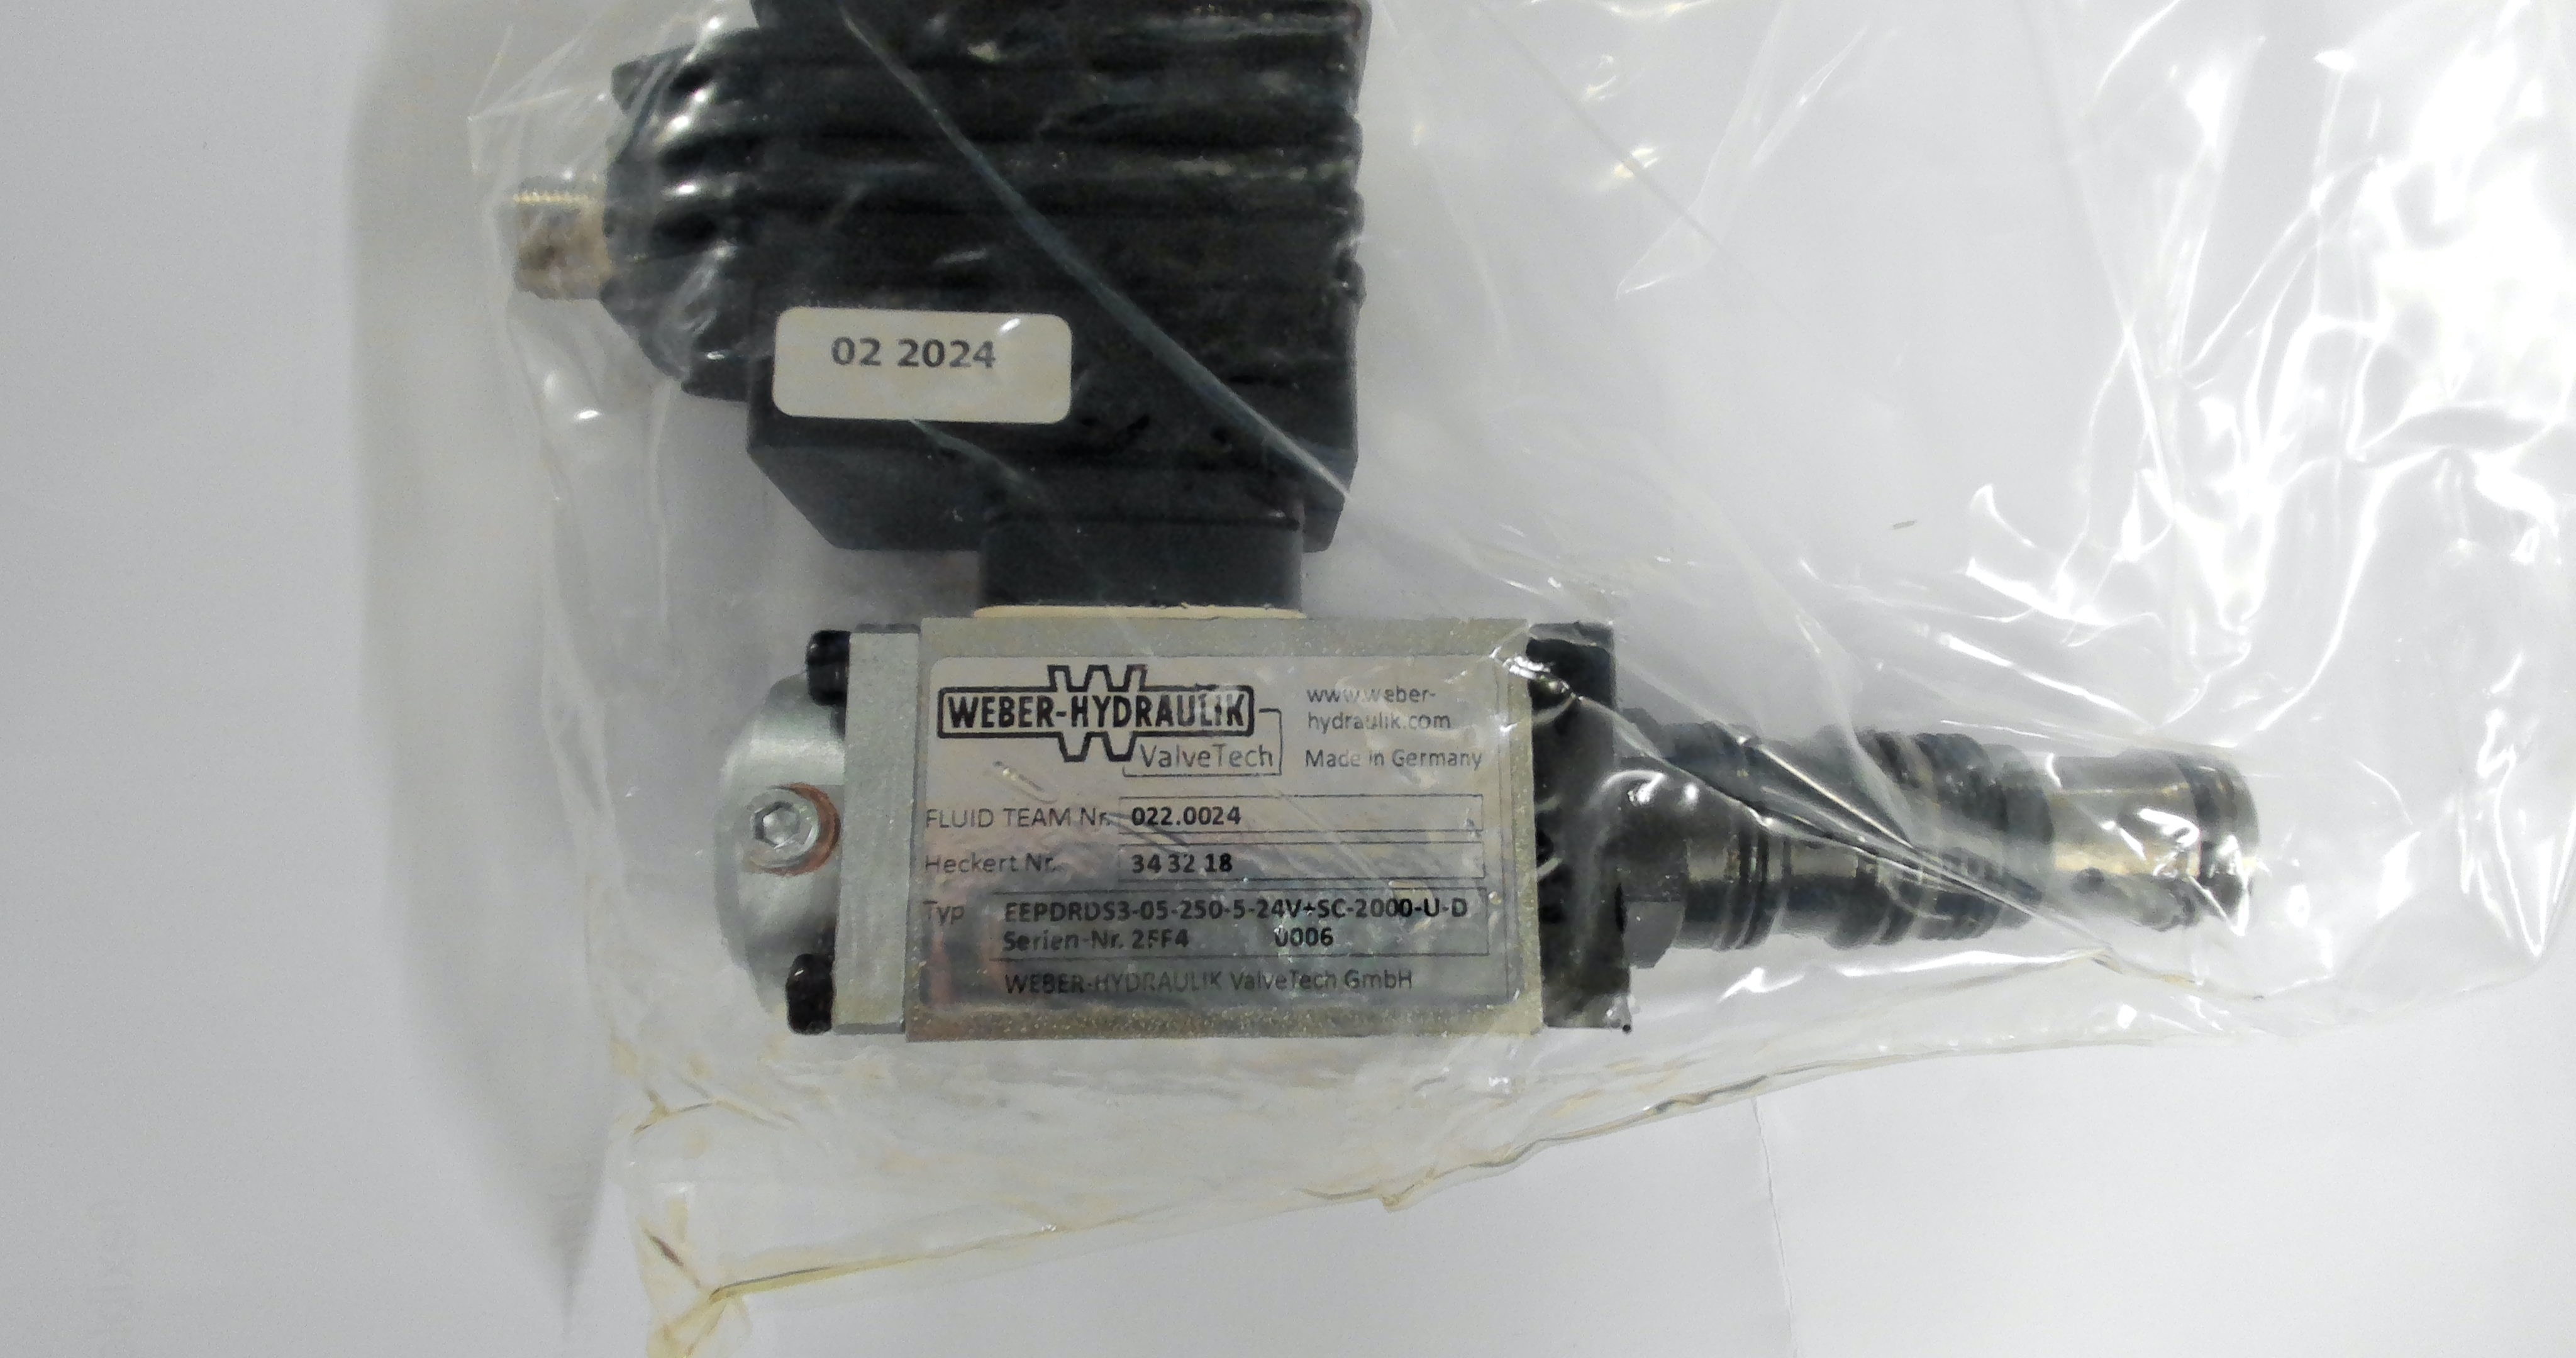 02 2024
WEBER-HYDRAULIK
ValveTech
www.weber-
hydraulik.com
Made in Germany
FLUID TEAM Nr. 022.0024
Heckert Nr. 34 32 18
Typ EEPDRDS3-05-250-5-24V+SC-2000-U-D
Serien-Nr. 2FF4 0006
WEBER-HYDRAULIK ValveTech GmbH